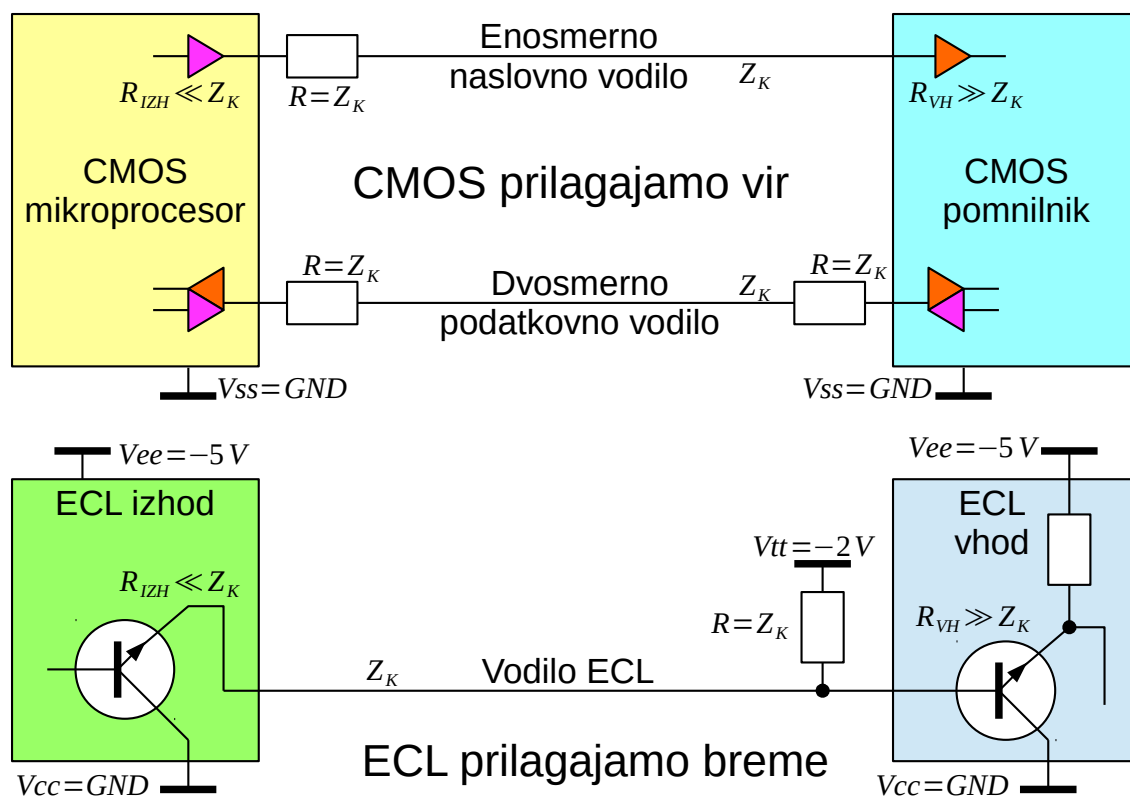 Enosmerno
naslovno vodilo
Z_K
R_IZH ≪ Z_K
R=Z_K
R_VH ≫ Z_K
CMOS
mikroprocesor
CMOS prilagajamo vir
CMOS
pomnilnik
R=Z_K
Dvosmerno
podatkovno vodilo
Z_K
R=Z_K
Vss=GND
Vss=GND
Vee=−5 V
Vee=−5 V
ECL izhod
ECL
vhod
Vtt=−2 V
R_IZH ≪ Z_K
R=Z_K
R_VH ≫ Z_K
Z_K
Vodilo ECL
ECL prilagajamo breme
Vcc=GND
Vcc=GND